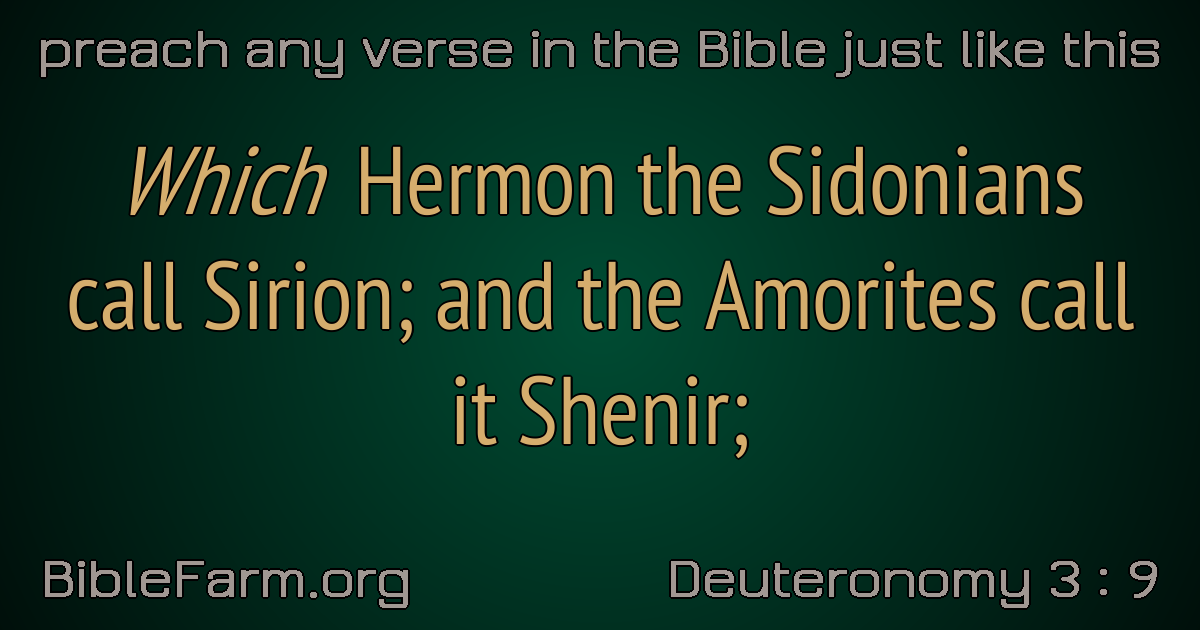 preach any verse in the Bible just like this
Which Hermon the Sidonians
call Sirion; and the Amorites call
it Shenir;
BibleFarm.org
Deuteronomy 3 : 9